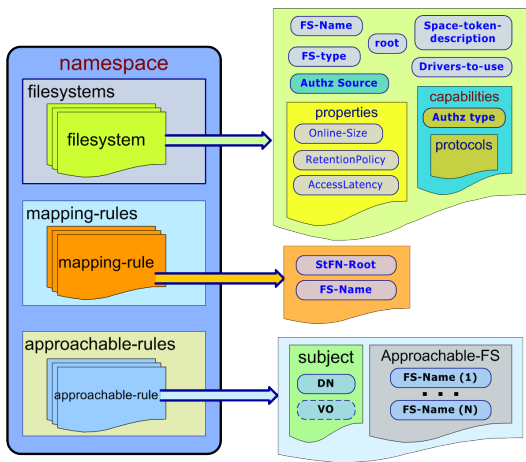 namespace
filesystems
filesystem
mapping-rules
mapping-rule
approachable-rules
approachable-rule
FS-Name
root
Space-token-
description
FS-type
Drivers-to-use
Authz Source
properties
Online-Size
RetentionPolicy
AccessLatency
capabilities
Authz type
protocols
StFN-Root
FS-Name
subject
DN
VO
Approachable-FS
FS-Name (1)
. . .
FS-Name (N)